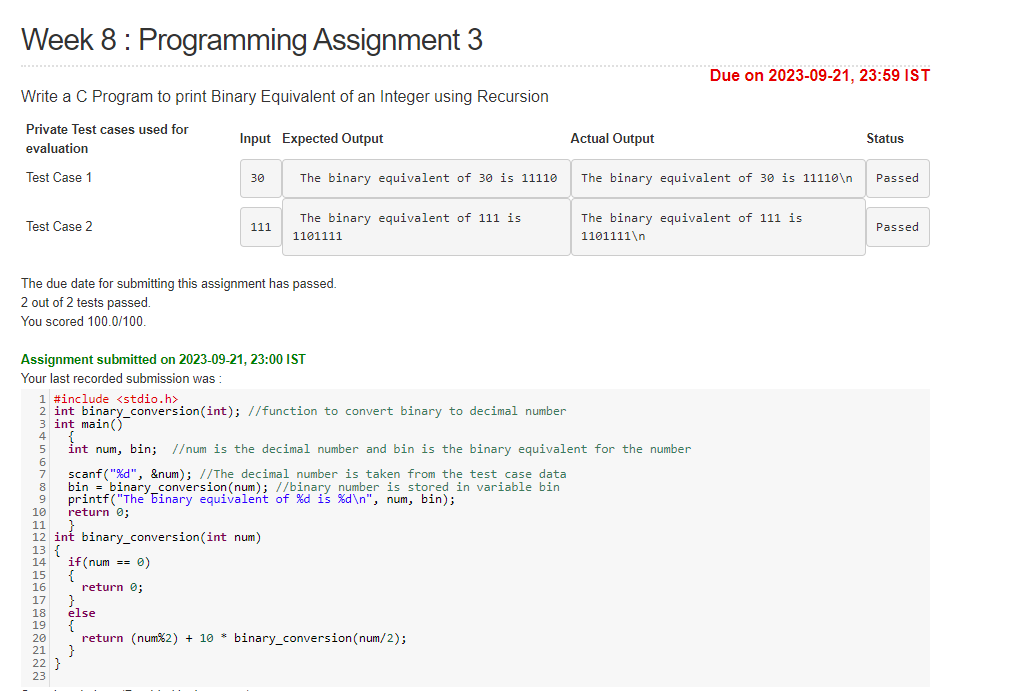 Week 8 : Programming Assignment 3
Due on 2023-09-21, 23:59 IST
Write a C Program to print Binary Equivalent of an Integer using Recursion
Private Test cases used for
evaluation
Input Expected Output Actual Output Status
Test Case 1 30 The binary equivalent of 30 is 11110 The binary equivalent of 30 is 11110\n Passed
Test Case 2 111 The binary equivalent of 111 is
1101111 The binary equivalent of 111 is
1101111\n Passed
The due date for submitting this assignment has passed.
2 out of 2 tests passed.
You scored 100.0/100.
Assignment submitted on 2023-09-21, 23:00 IST
Your last recorded submission was :
1 #include <stdio.h>
2 int binary_conversion(int); //function to convert binary to decimal number
3 int main()
4 {
5 int num, bin; //num is the decimal number and bin is the binary equivalent for the number
6
7 scanf("%d", &num); //The decimal number is taken from the test case data
8 bin = binary_conversion(num); //binary number is stored in variable bin
9 printf("The binary equivalent of %d is %d\n", num, bin);
10 return 0;
11 }
12 int binary_conversion(int num)
13 {
14 if(num == 0)
15 {
16 return 0;
17 }
18 else
19 {
20 return (num%2) + 10 * binary_conversion(num/2);
21 }
22 }
23